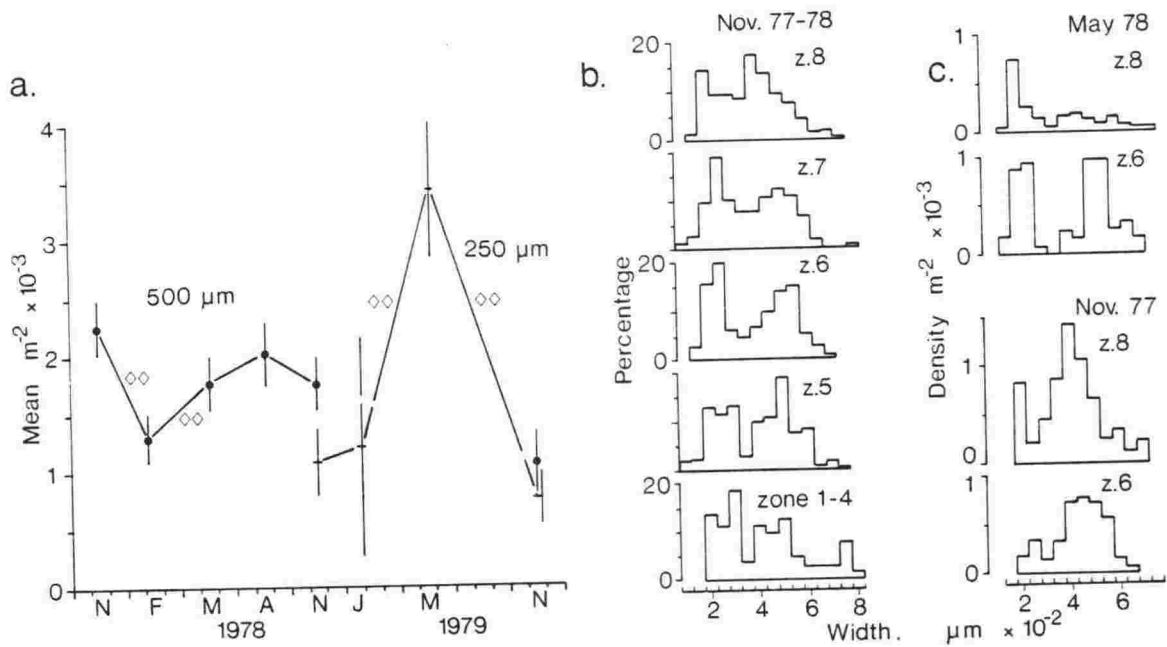 a.
4
3
2
1
0
Mean m⁻² × 10⁻³
500 µm
250 µm
N F M A N J M N
1978 1979
b.
Nov. 77-78
20
0
z.8
z.7
20
0
z.6
z.5
20
0
zone 1-4
Percentage
2 4 6 8
c.
May 78
1
0
z.8
1
0
z.6
Nov. 77
1
0
z.8
1
0
z.6
Density m⁻² × 10⁻³
2 4 6
Width. µm × 10⁻²